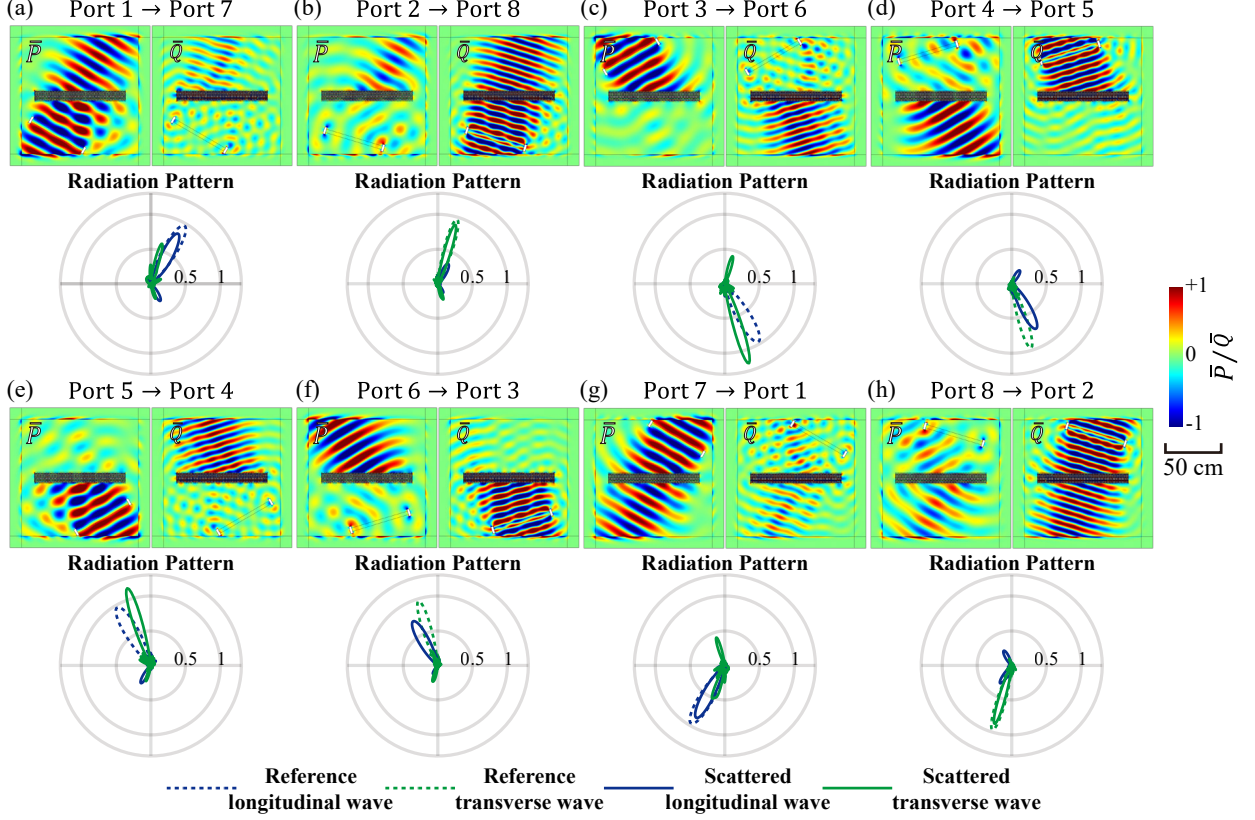 (a) Port 1 → Port 7 (b) Port 2 → Port 8 (c) Port 3 → Port 6 (d) Port 4 → Port 5
P̅ Q̅ P̅ Q̅ P̅ Q̅ P̅ Q̅
Radiation Pattern Radiation Pattern Radiation Pattern Radiation Pattern
0.5 1 0.5 1 0.5 1 0.5 1
+1
0
-1
P̅ / Q̅
50 cm
(e) Port 5 → Port 4 (f) Port 6 → Port 3 (g) Port 7 → Port 1 (h) Port 8 → Port 2
P̅ Q̅ P̅ Q̅ P̅ Q̅ P̅ Q̅
Radiation Pattern Radiation Pattern Radiation Pattern Radiation Pattern
0.5 1 0.5 1 0.5 1 0.5 1
Reference longitudinal wave
Reference transverse wave
Scattered longitudinal wave
Scattered transverse wave